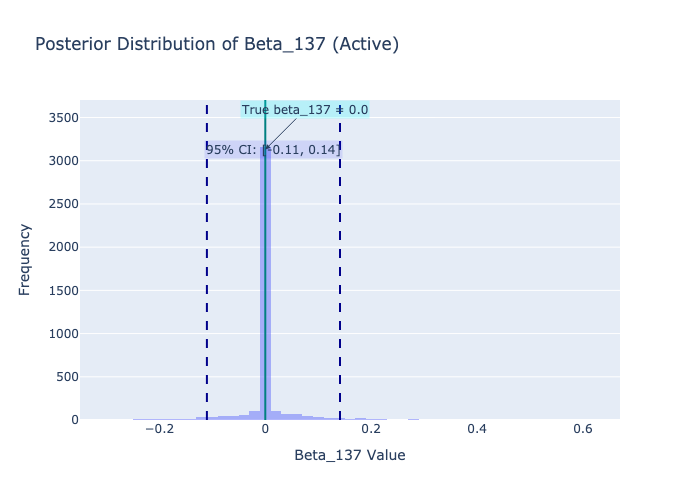 Posterior Distribution of Beta_137 (Active)
True beta_137 = 0.0
95% CI: [-0.11, 0.14]
3500
3000
2500
2000
1500
1000
500
0
Frequency
−0.2
0
0.2
0.4
0.6
Beta_137 Value